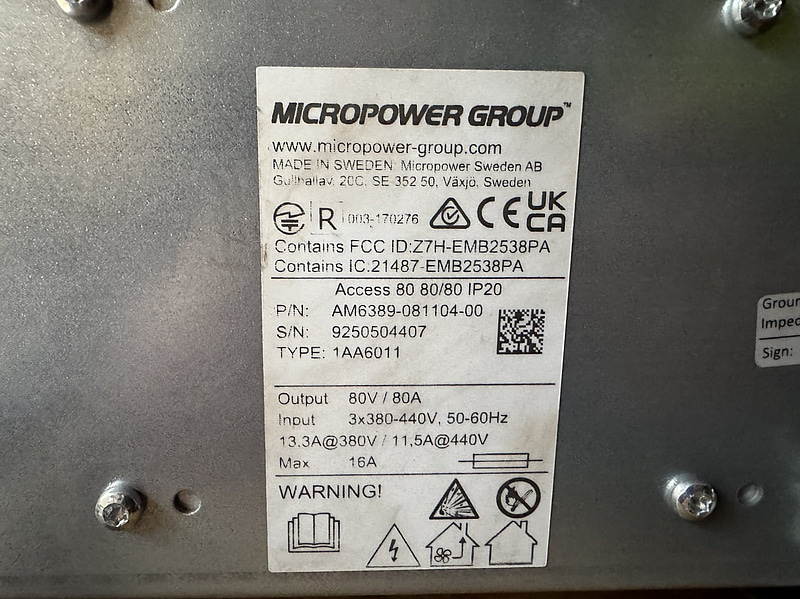 MICROPOWER GROUP™
www.micropower-group.com
MADE IN SWEDEN Micropower Sweden AB
20C, SE-352 50, Växjö, Sweden
R 003-170276 CE UK CA
Contains FCC ID:Z7H-EMB2538PA
Contains IC:21487-EMB2538PA
Access 80 80/80 IP20
P/N: AM6389-081104-00
S/N: 9250504407
TYPE: 1AA6011
Output 80V / 80A
Input 3x380-440V, 50-60Hz
13.3A@380V / 11,5A@440V
Max 16A
WARNING!
Sign: